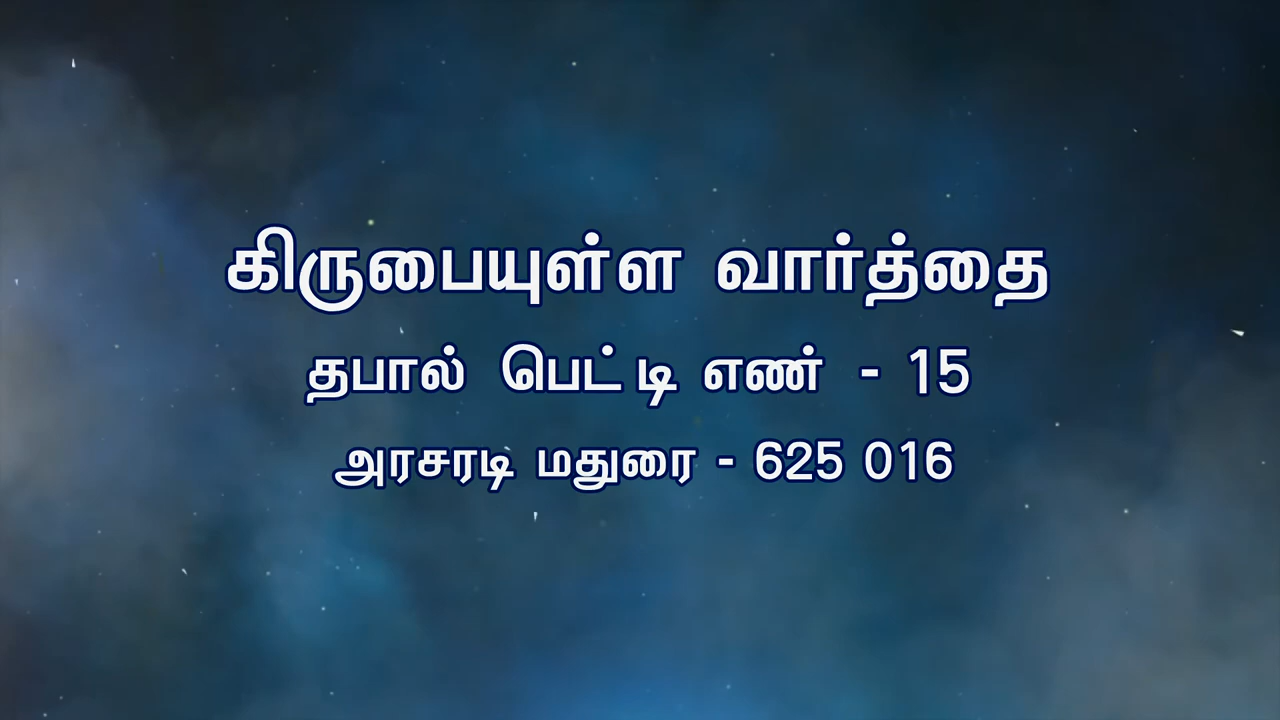 கிருபையுள்ள வார்த்தை
தபால் பெட்டி எண் - 15
அரசரடி மதுரை - 625 016